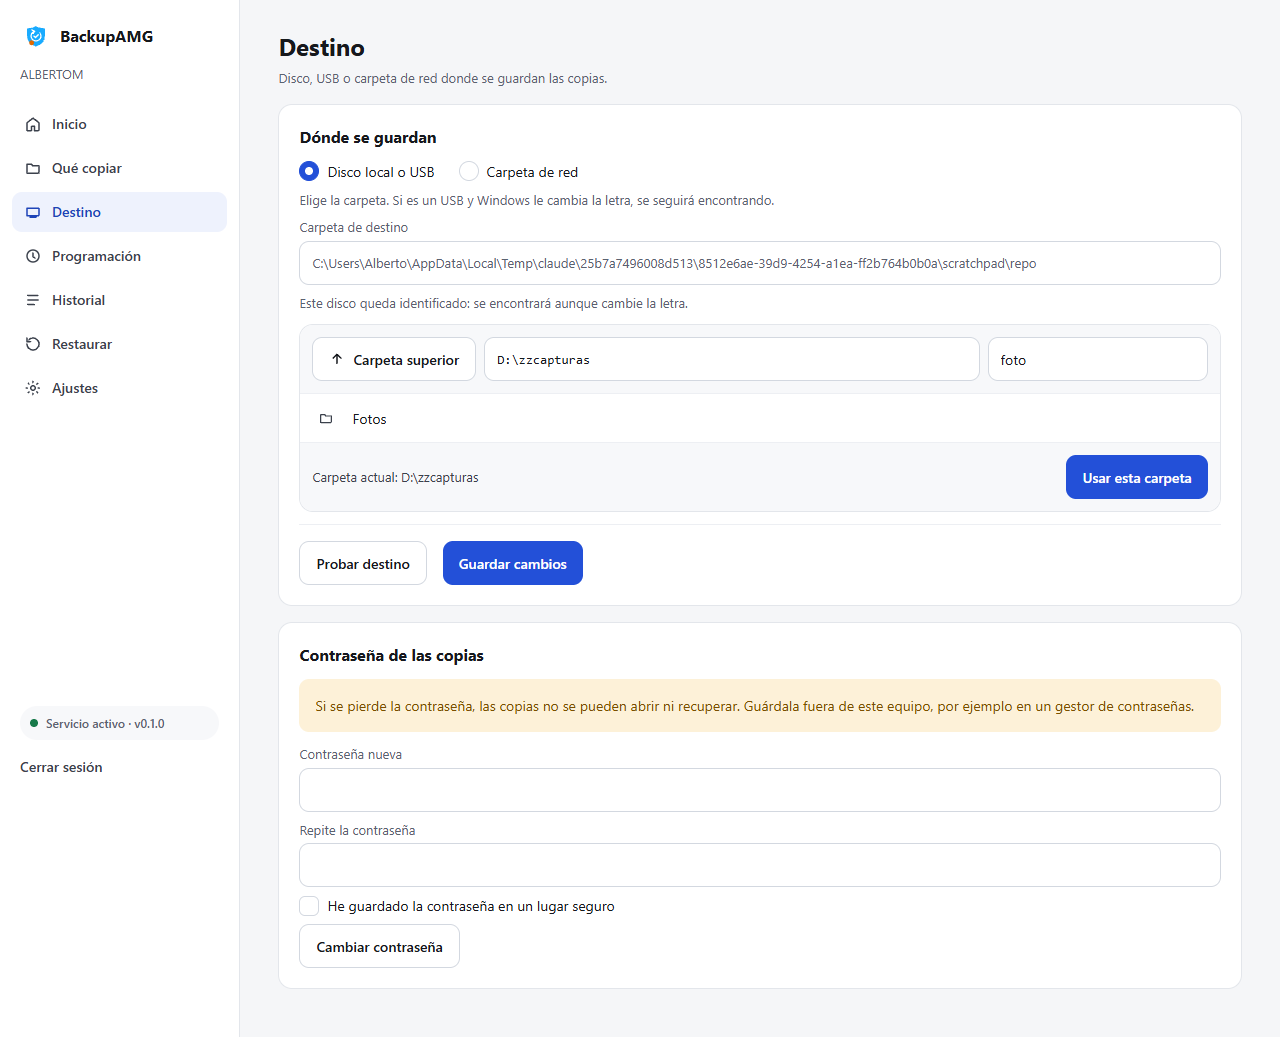 BackupAMG
ALBERTOM
Inicio
Qué copiar
Destino
Programación
Historial
Restaurar
Ajustes
Servicio activo · v0.1.0
Cerrar sesión
Destino
Disco, USB o carpeta de red donde se guardan las copias.
Dónde se guardan
Disco local o USB
Carpeta de red
Elige la carpeta. Si es un USB y Windows le cambia la letra, se seguirá encontrando.
Carpeta de destino
C:\Users\Alberto\AppData\Local\Temp\claude\25b7a7496008d513\8512e6ae-39d9-4254-a1ea-ff2b764b0b0a\scratchpad\repo
Este disco queda identificado: se encontrará aunque cambie la letra.
Carpeta superior
D:\zzcapturas
foto
Fotos
Carpeta actual: D:\zzcapturas
Usar esta carpeta
Probar destino
Guardar cambios
Contraseña de las copias
Si se pierde la contraseña, las copias no se pueden abrir ni recuperar. Guárdala fuera de este equipo, por ejemplo en un gestor de contraseñas.
Contraseña nueva
Repite la contraseña
He guardado la contraseña en un lugar seguro
Cambiar contraseña